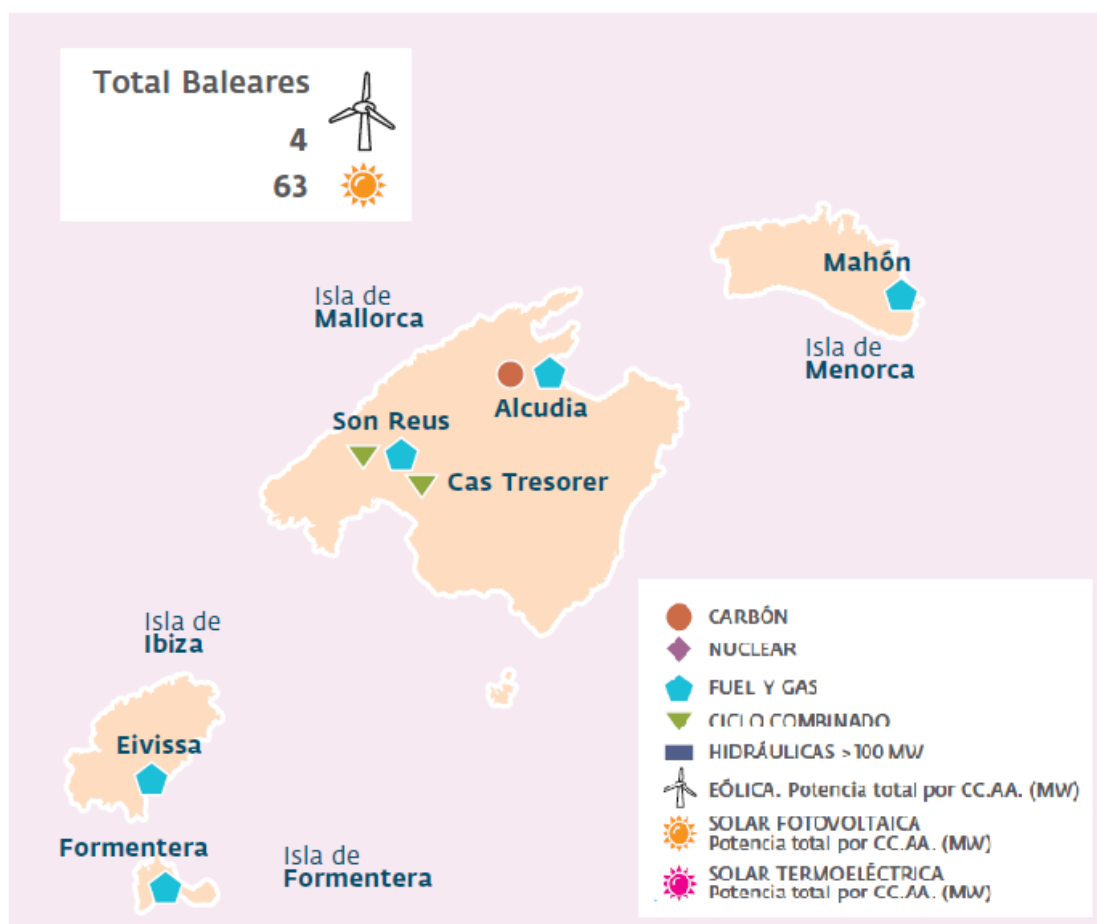 Total Baleares
4
63
Mahón
Isla de
Menorca
Isla de
Mallorca
Alcudia
Son Reus
Cas Tresorer
Isla de
Ibiza
Eivissa
Formentera
Isla de
Formentera
CARBÓN
NUCLEAR
FUEL Y GAS
CICLO COMBINADO
HIDRÁULICAS >100 MW
EÓLICA. Potencia total por CC.AA. (MW)
SOLAR FOTOVOLTAICA
Potencia total por CC.AA. (MW)
SOLAR TERMOELÉCTRICA
Potencia total por CC.AA. (MW)